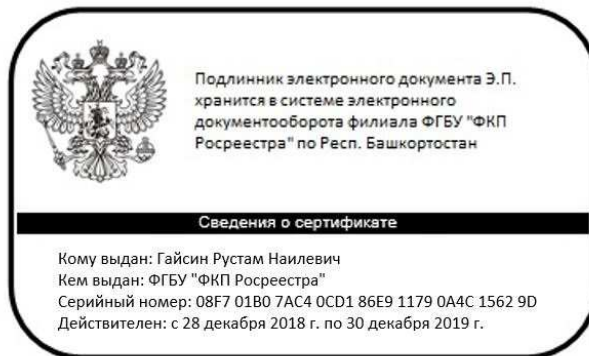 Подлинник электронного документа Э.П.
хранится в системе электронного
документооборота филиала ФГБУ "ФКП
Росреестра" по Респ. Башкортостан
Сведения о сертификате
Кому выдан: Гайсин Рустам Наилевич
Кем выдан: ФГБУ "ФКП Росреестра"
Серийный номер: 08F7 01B0 7AC4 0CD1 86E9 1179 0A4C 1562 9D
Действителен: с 28 декабря 2018 г. по 30 декабря 2019 г.